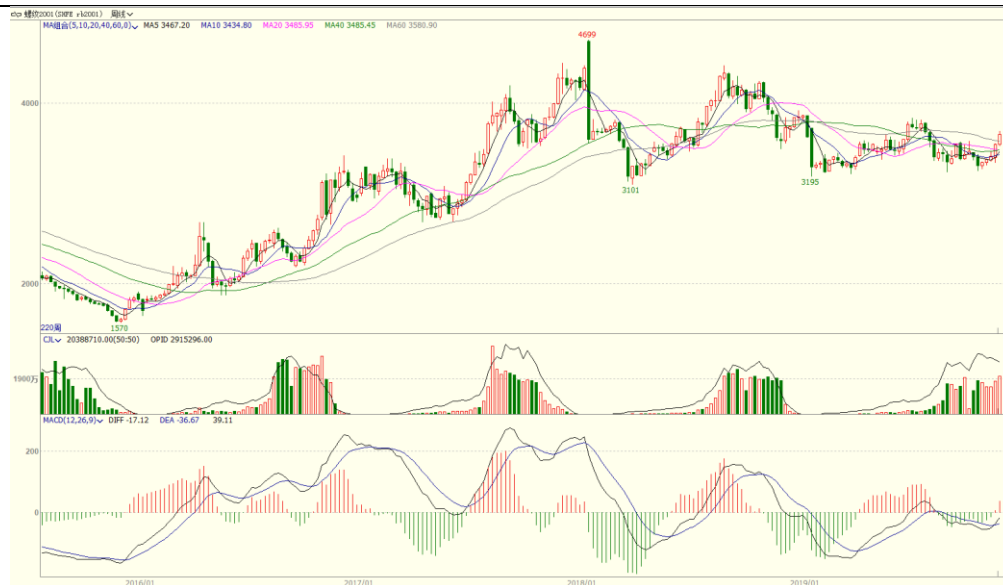 螺纹2001(SHFE rb2001) 周线
MA组合(5,10,20,40,60,0) MA5 3467.20 MA10 3434.80 MA20 3485.95 MA40 3485.45 MA60 3580.90
4699
4000
3101
3195
2000
1570
220周
CJL 20388710.00(50:50) OPID 2915296.00
1900万
MACD(12,26,9) DIFF -17.12 DEA -36.67 39.11
200
0
2016/01 2017/01 2018/01 2019/01